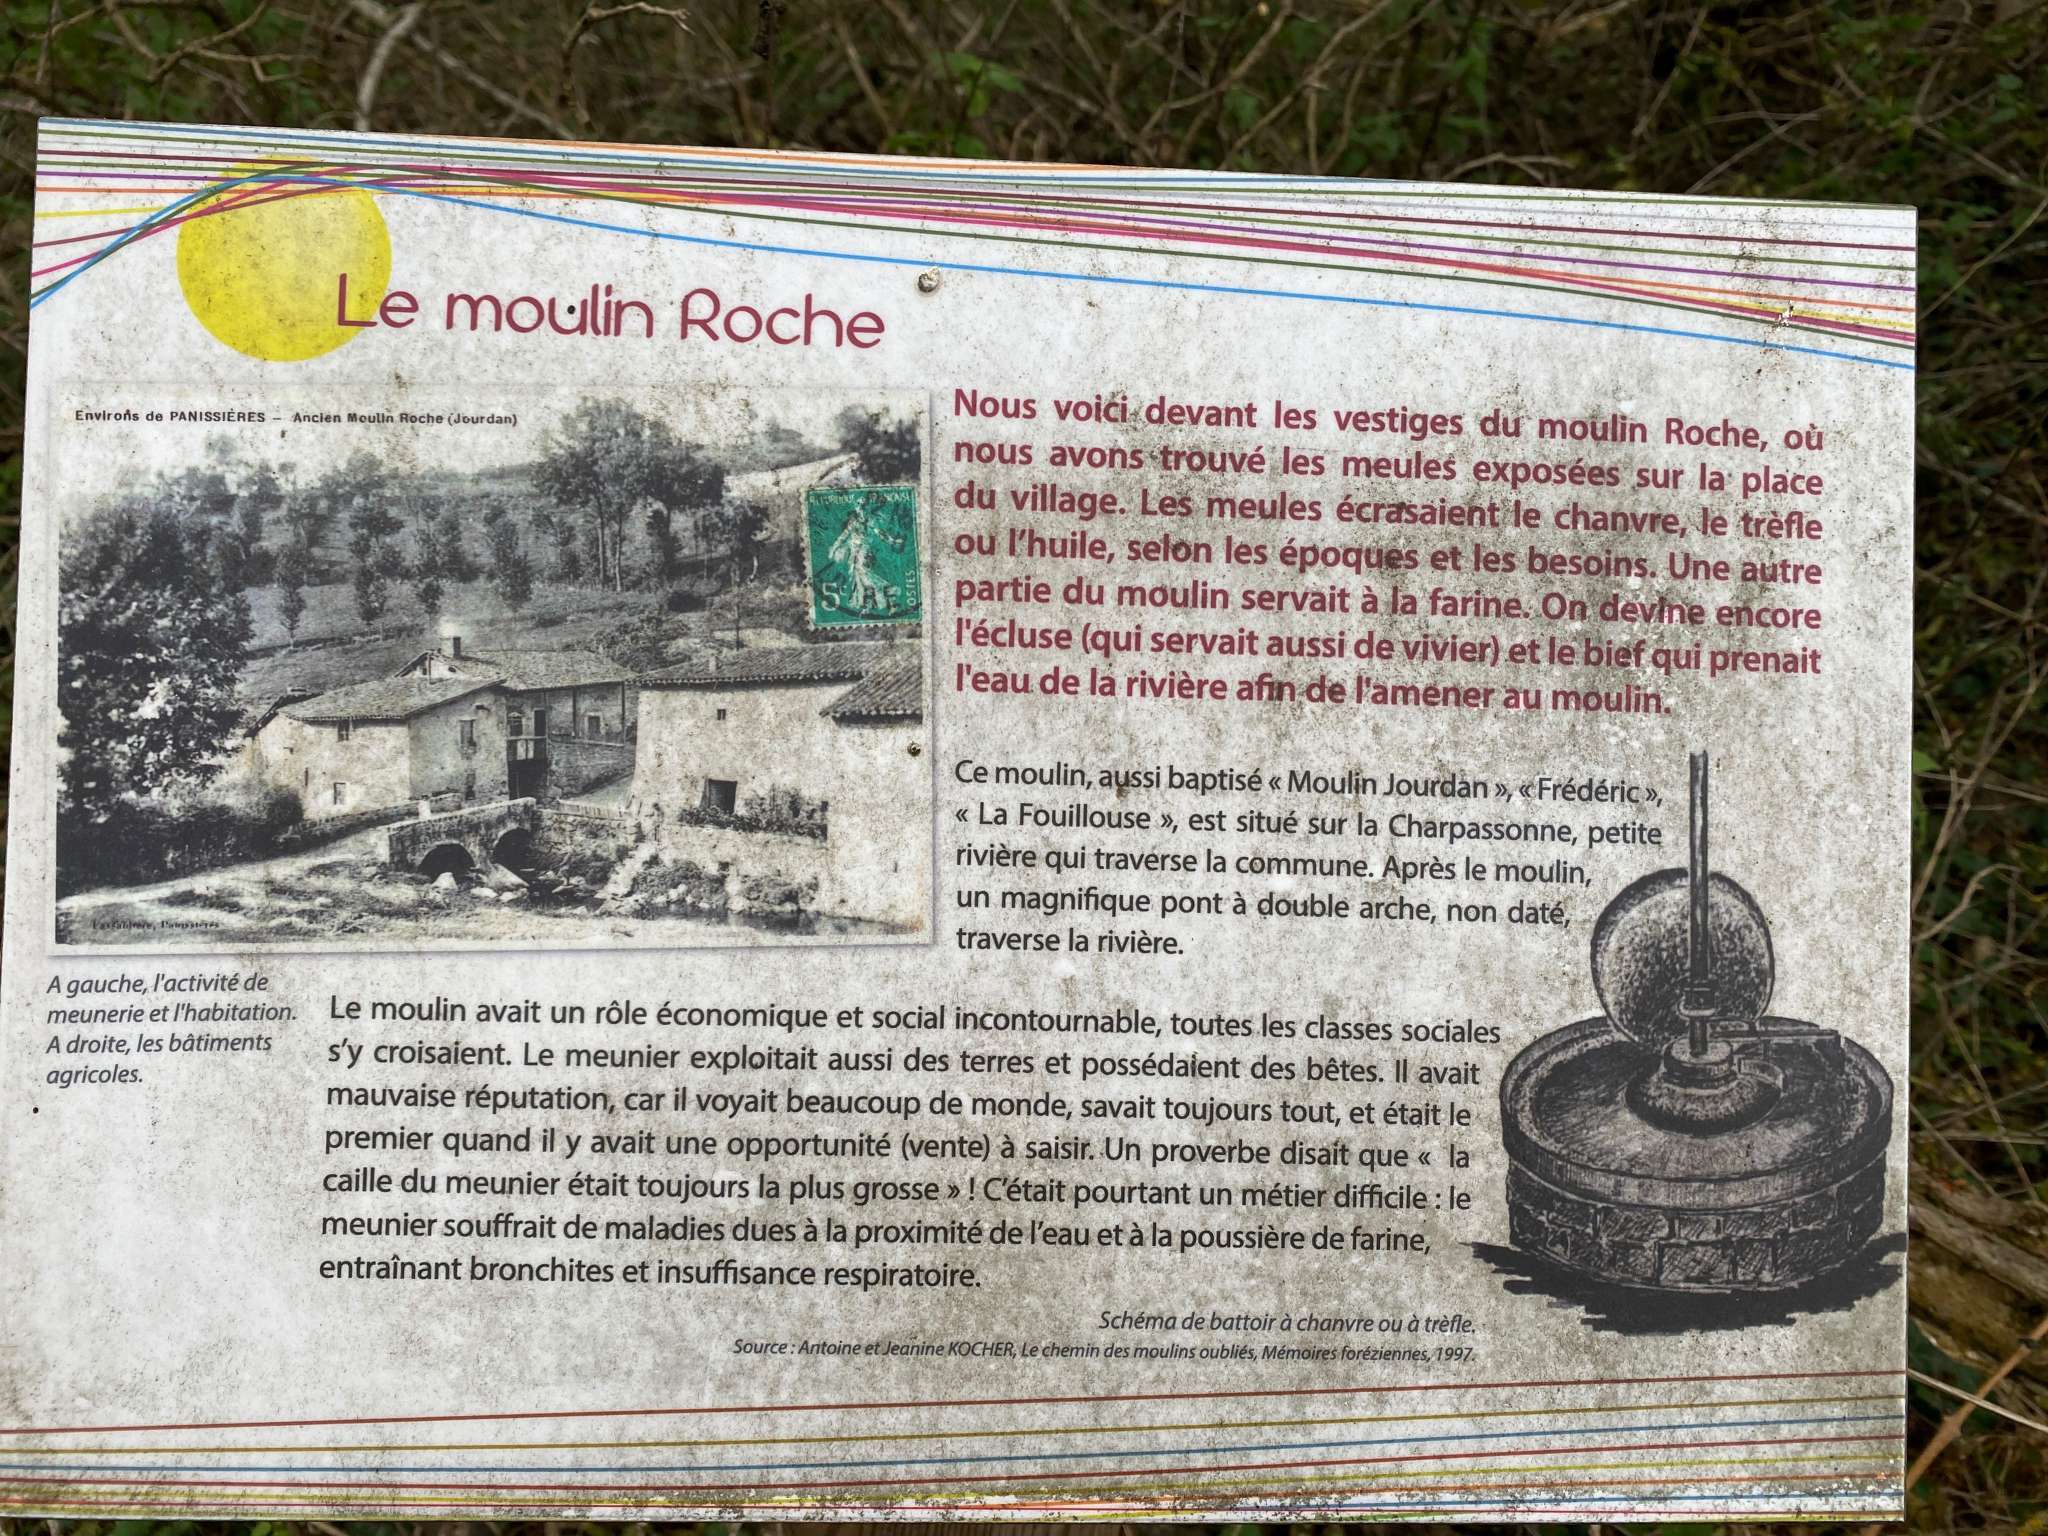 Le moulin Roche
Environs de PANISSIÈRES – Ancien Moulin Roche (Jourdan)
REPUBLIQUE FRANÇAISE
5c
POSTES
Panissières
A gauche, l'activité de
meunerie et l'habitation.
A droite, les bâtiments
agricoles.
Nous voici devant les vestiges du moulin Roche, où
nous avons trouvé les meules exposées sur la place
du village. Les meules écrasaient le chanvre, le trèfle
ou l'huile, selon les époques et les besoins. Une autre
partie du moulin servait à la farine. On devine encore
l'écluse (qui servait aussi de vivier) et le bief qui prenait
l'eau de la rivière afin de l'amener au moulin.
Ce moulin, aussi baptisé « Moulin Jourdan », « Frédéric »,
« La Fouillouse », est situé sur la Charpassonne, petite
rivière qui traverse la commune. Après le moulin,
un magnifique pont à double arche, non daté,
traverse la rivière.
Le moulin avait un rôle économique et social incontournable, toutes les classes sociales
s'y croisaient. Le meunier exploitait aussi des terres et possédaient des bêtes. Il avait
mauvaise réputation, car il voyait beaucoup de monde, savait toujours tout, et était le
premier quand il y avait une opportunité (vente) à saisir. Un proverbe disait que «  la
caille du meunier était toujours la plus grosse » ! C'était pourtant un métier difficile : le
meunier souffrait de maladies dues à la proximité de l'eau et à la poussière de farine,
entraînant bronchites et insuffisance respiratoire.
Schéma de battoir à chanvre ou à trèfle.
Source : Antoine et Jeanine KOCHER, Le chemin des moulins oubliés, Mémoires foréziennes, 1997.